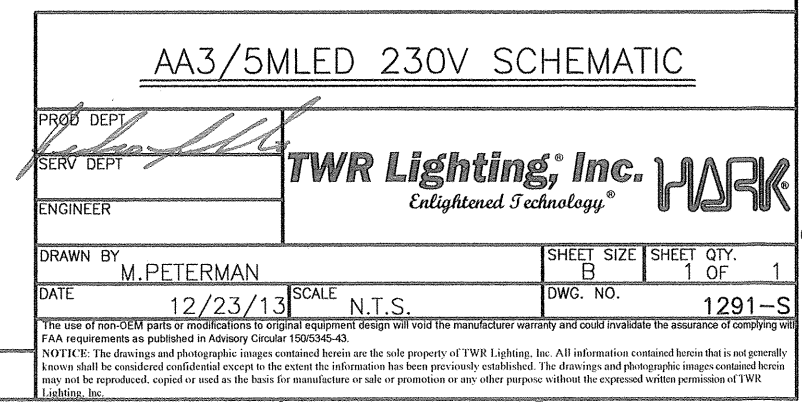 AA3/5MLED 230V SCHEMATIC
PROD DEPT
SERV DEPT
ENGINEER
TWR Lighting,® Inc.
Enlightened Technology®
HARK®
DRAWN BY
M.PETERMAN
SHEET SIZE
B
SHEET QTY.
1 OF 1
DATE
12/23/13
SCALE
N.T.S.
DWG. NO.
1291-S
The use of non-OEM parts or modifications to original equipment design will void the manufacturer warranty and could invalidate the assurance of complying with
FAA requirements as published in Advisory Circular 150/5345-43.
NOTICE: The drawings and photographic images contained herein are the sole property of TWR Lighting, Inc. All information contained herein that is not generally
known shall be considered confidential except to the extent the information has been previously established. The drawings and photographic images contained herein
may not be reproduced, copied or used as the basis for manufacture or sale or promotion or any other purpose without the expressed written permission of TWR
Lighting, Inc.